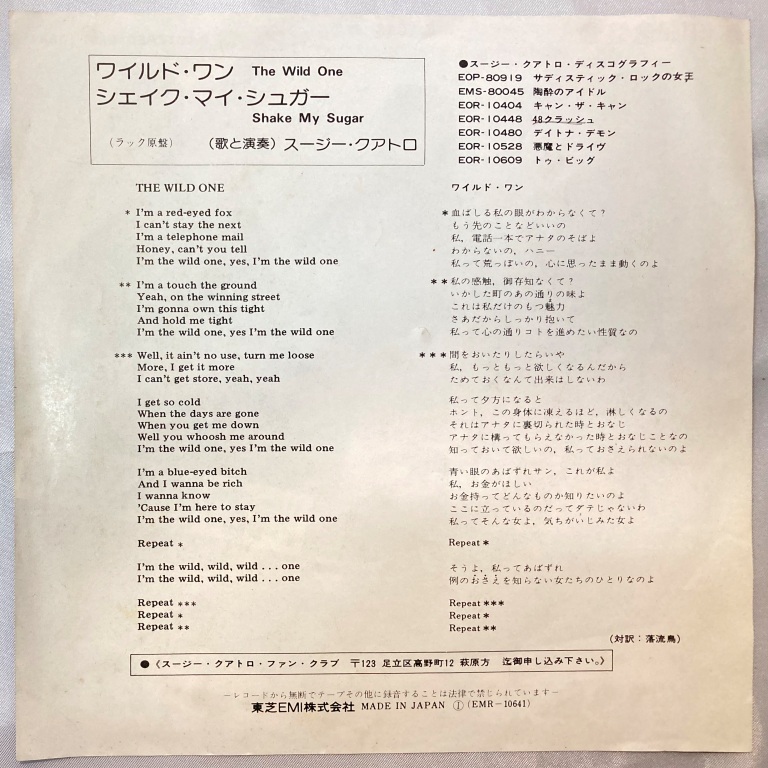 ワイルド・ワン The Wild One
シェイク・マイ・シュガー
Shake My Sugar
(ラック原盤) (歌と演奏) スージー・クアトロ
●スージー・クアトロ・ディスコグラフィー
EOP-80919 サディスティック・ロックの女王
EMS-80045 陶酔のアイドル
EOR-10404 キャン・ザ・キャン
EOR-10448 48クラッシュ
EOR-10480 デイトナ・デモン
EOR-10528 悪魔とドライヴ
EOR-10609 トゥ・ビッグ
THE WILD ONE
* I'm a red-eyed fox
I can't stay the next
I'm a telephone mail
Honey, can't you tell
I'm the wild one, yes, I'm the wild one
** I'm a touch the ground
Yeah, on the winning street
I'm gonna own this tight
And hold me tight
I'm the wild one, yes I'm the wild one
*** Well, it ain't no use, turn me loose
More, I get it more
I can't get store, yeah, yeah
I get so cold
When the days are gone
When you get me down
Well you whoosh me around
I'm the wild one, yes I'm the wild one
I'm a blue-eyed bitch
And I wanna be rich
I wanna know
'Cause I'm here to stay
I'm the wild one, yes, I'm the wild one
Repeat *
I'm the wild, wild, wild . . . one
I'm the wild, wild, wild . . . one
Repeat ***
Repeat *
Repeat **
ワイルド・ワン
*血ばしる私の眼がわからなくて?
もう先のことなどいいの
私, 電話一本でアナタのそばよ
わからないの, ハニー
私って荒っぽいの, 心に思ったまま動くのよ
**私の感触, 御存知なくて?
いかした町のあの通りの味よ
これは私だけのもつ魅力
さあだからしっかり抱いて
私って心の通りコトを進めたい性質なの
***間をおいたりしたらいや
私, もっともっと欲しくなるんだから
ためておくなんて出来はしないわ
私って夕方になると
ホント, この身体に凍えるほど, 淋しくなるの
それはアナタに裏切られた時とおなじ
アナタに構ってもらえなかった時とおなじことなの
知っておいて欲しいの, 私っておさえられないのよ
青い眼のあばずれサン, これが私よ
私, お金がほしい
お金持ってどんなものか知りたいのよ
ここに立っているのだってダテじゃないわ
私ってそんな女よ, 気ちがいじみた女よ
Repeat *
そうよ, 私ってあばずれ
例のおさえを知らない女たちのひとりなのよ
Repeat ***
Repeat *
Repeat **
(対訳:落流鳥)
●《スージー・クアトロ・ファン・クラブ 〒123 足立区高野町12 萩原方 迄御申し込み下さい。》
—レコードから無断でテープその他に録音することは法律で禁じられています—
東芝EMI株式会社 MADE IN JAPAN Ⓘ (EMR-10641)